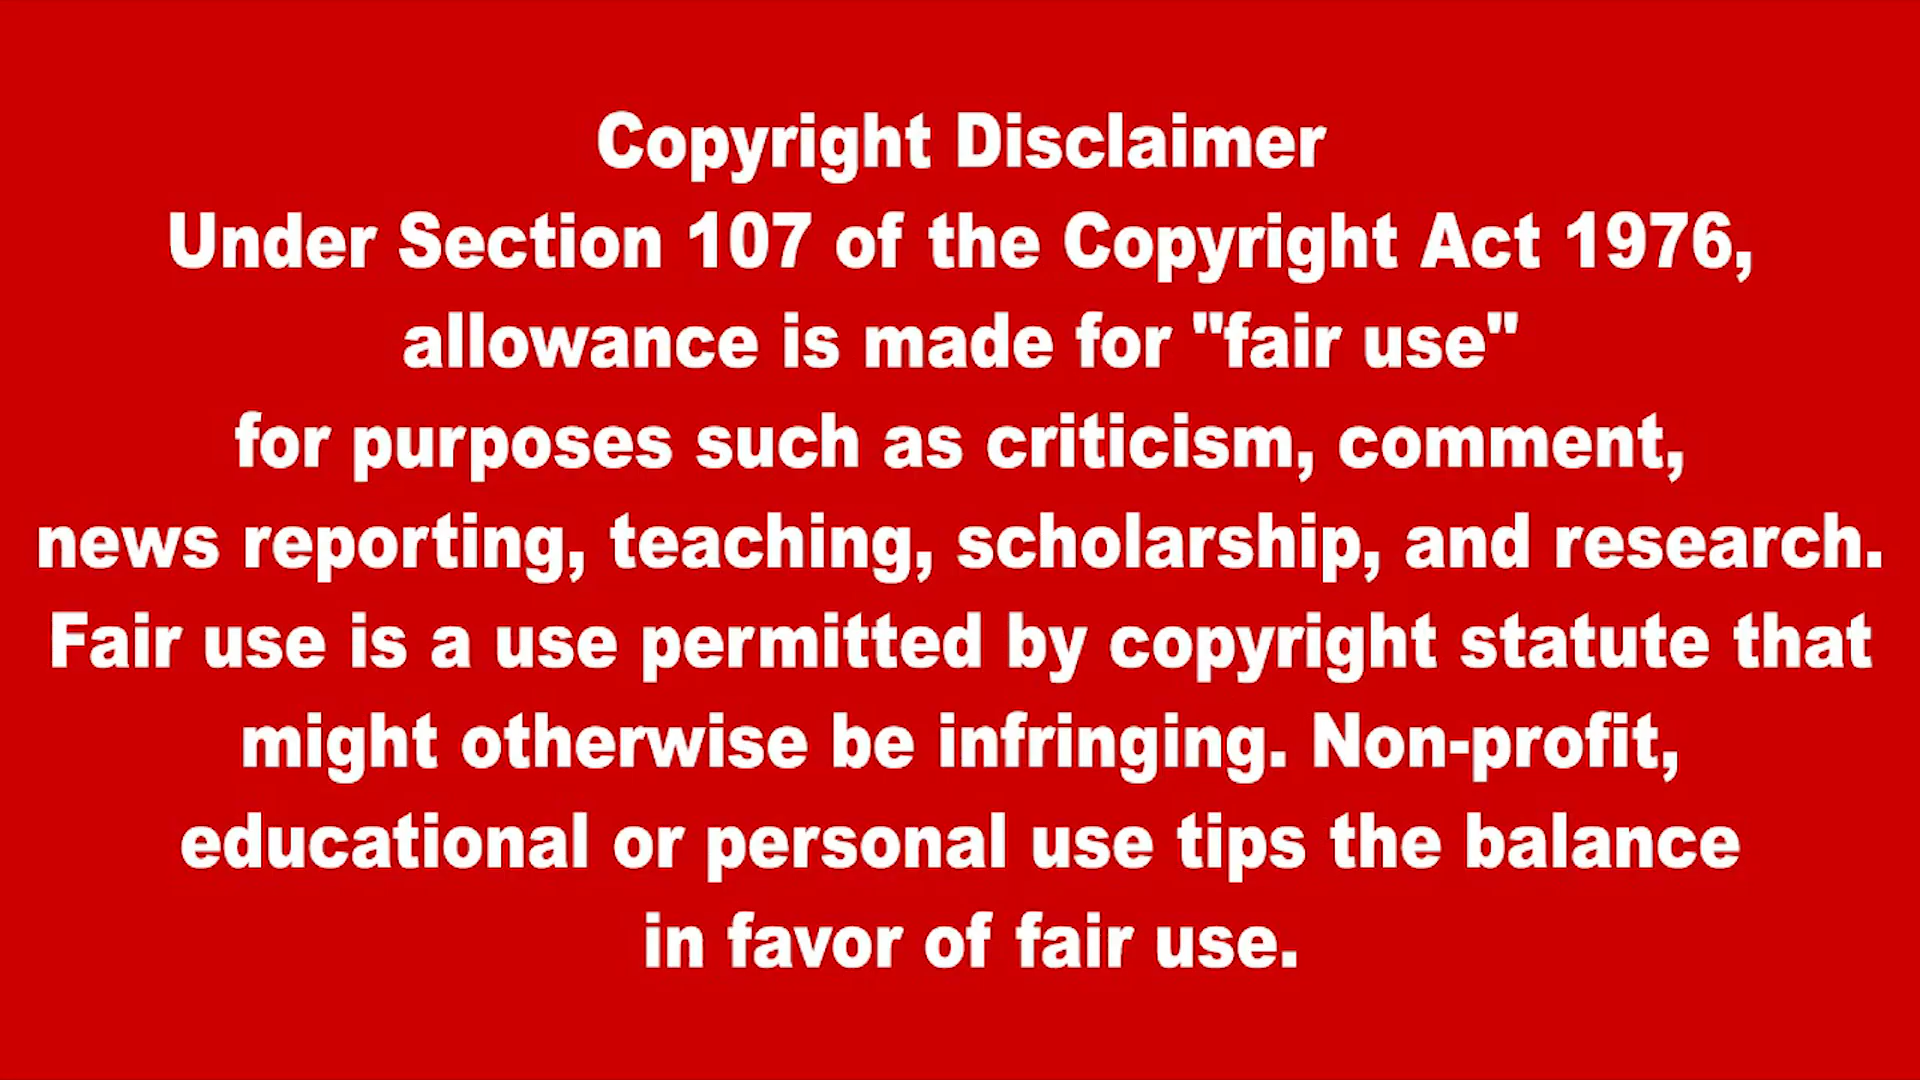 Copyright Disclaimer
Under Section 107 of the Copyright Act 1976,
allowance is made for "fair use"
for purposes such as criticism, comment,
news reporting, teaching, scholarship, and research.
Fair use is a use permitted by copyright statute that
might otherwise be infringing. Non-profit,
educational or personal use tips the balance
in favor of fair use.